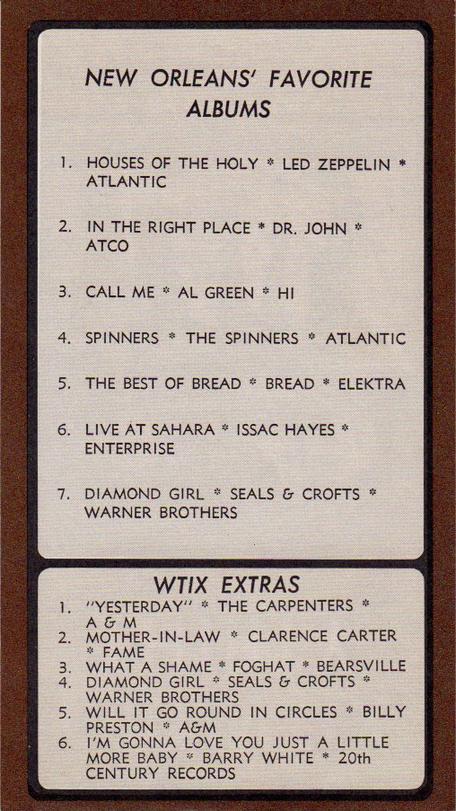 NEW ORLEANS' FAVORITE
ALBUMS
1. HOUSES OF THE HOLY * LED ZEPPELIN *
ATLANTIC
2. IN THE RIGHT PLACE * DR. JOHN *
ATCO
3. CALL ME * AL GREEN * HI
4. SPINNERS * THE SPINNERS * ATLANTIC
5. THE BEST OF BREAD * BREAD * ELEKTRA
6. LIVE AT SAHARA * ISSAC HAYES *
ENTERPRISE
7. DIAMOND GIRL * SEALS & CROFTS *
WARNER BROTHERS
WTIX EXTRAS
1. "YESTERDAY" * THE CARPENTERS *
A & M
2. MOTHER-IN-LAW * CLARENCE CARTER
* FAME
3. WHAT A SHAME * FOGHAT * BEARSVILLE
4. DIAMOND GIRL * SEALS & CROFTS *
WARNER BROTHERS
5. WILL IT GO ROUND IN CIRCLES * BILLY
PRESTON * A&M
6. I'M GONNA LOVE YOU JUST A LITTLE
MORE BABY * BARRY WHITE * 20th
CENTURY RECORDS